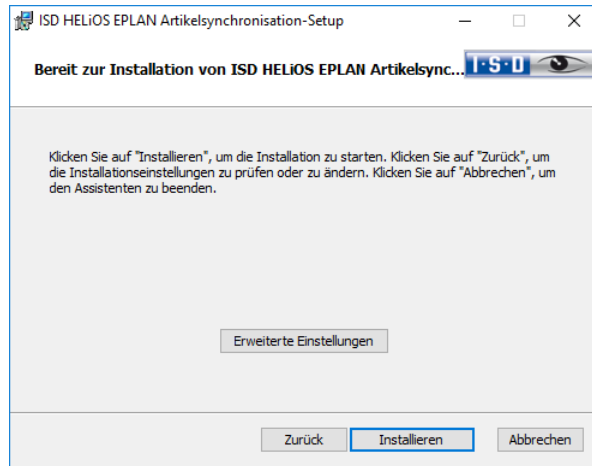 ISD HELiOS EPLAN Artikelsynchronisation-Setup
Bereit zur Installation von ISD HELiOS EPLAN Artikelsync...
I·S·D
Klicken Sie auf "Installieren", um die Installation zu starten. Klicken Sie auf "Zurück", um
die Installationseinstellungen zu prüfen oder zu ändern. Klicken Sie auf "Abbrechen", um
den Assistenten zu beenden.
Erweiterte Einstellungen
Zurück
Installieren
Abbrechen